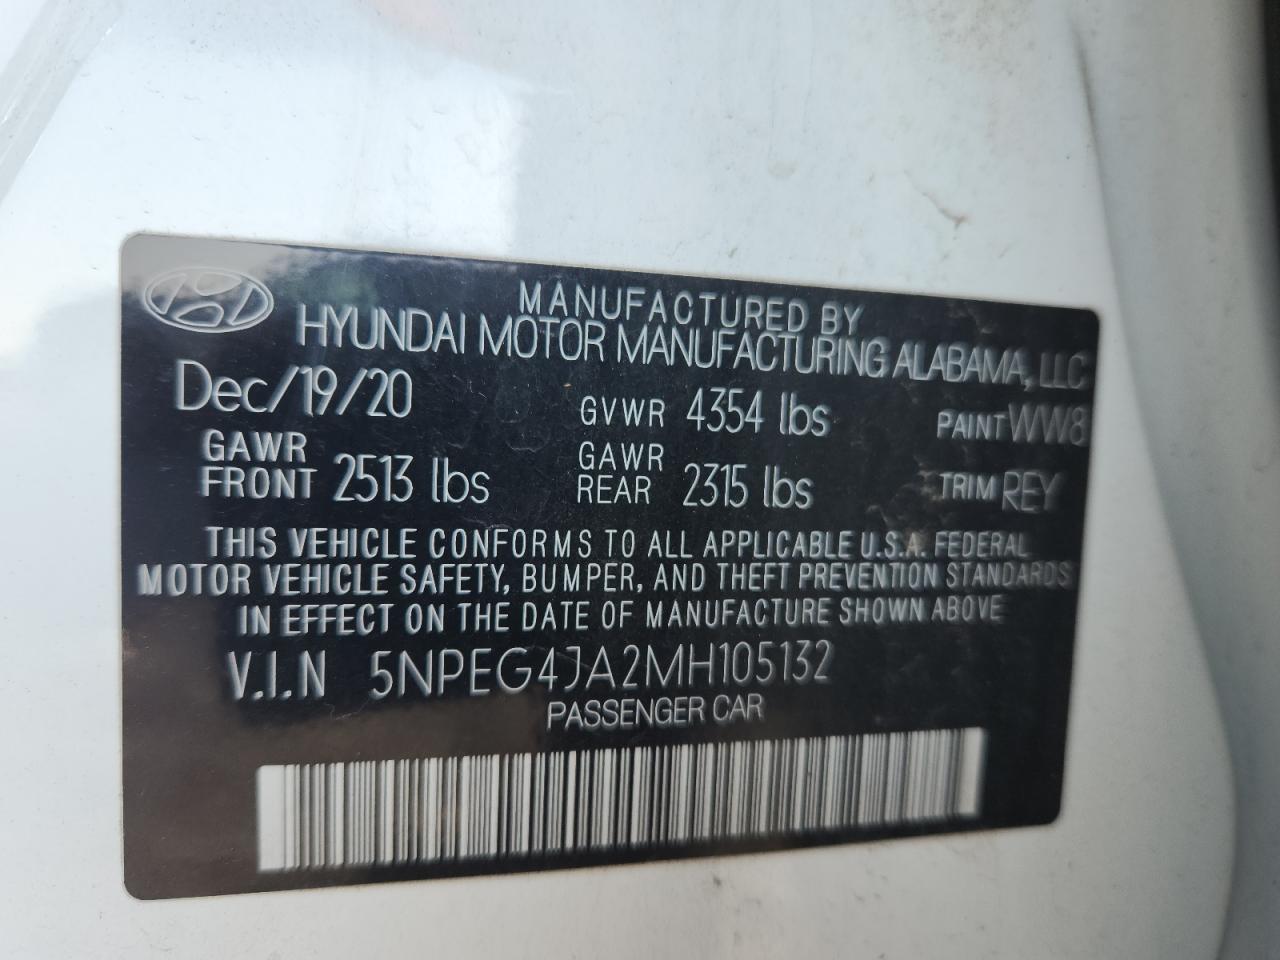 MANUFACTURED BY
HYUNDAI MOTOR MANUFACTURING ALABAMA, LLC
Dec/19/20 GVWR 4354 lbs PAINT WW8
GAWR FRONT 2513 lbs GAWR REAR 2315 lbs TRIM REY
THIS VEHICLE CONFORMS TO ALL APPLICABLE U.S.A. FEDERAL
MOTOR VEHICLE SAFETY, BUMPER, AND THEFT PREVENTION STANDARDS
IN EFFECT ON THE DATE OF MANUFACTURE SHOWN ABOVE
V.I.N 5NPEG4JA2MH105132
PASSENGER CAR